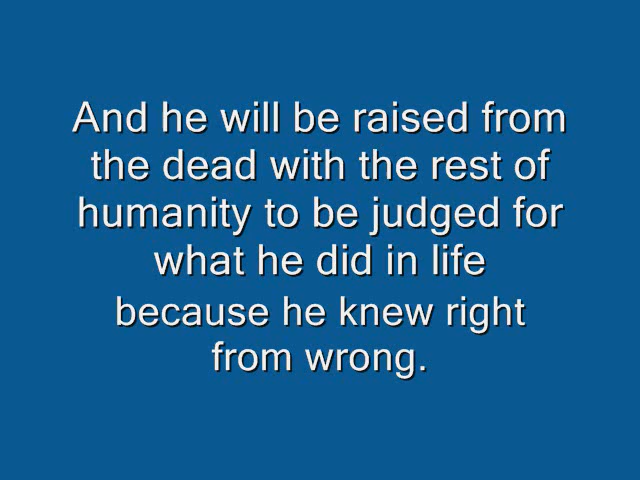 And he will be raised from
the dead with the rest of
humanity to be judged for
what he did in life
because he knew right
from wrong.